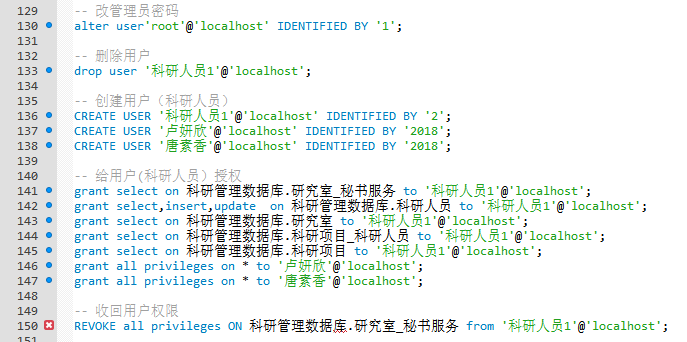 129 -- 改管理员密码
130 alter user'root'@'localhost' IDENTIFIED BY '1';
131
132 -- 删除用户
133 drop user '科研人员1'@'localhost';
134
135 -- 创建用户（科研人员）
136 CREATE USER '科研人员1'@'localhost' IDENTIFIED BY '2';
137 CREATE USER '卢妍欣'@'localhost' IDENTIFIED BY '2018';
138 CREATE USER '唐素香'@'localhost' IDENTIFIED BY '2018';
139
140 -- 给用户(科研人员）授权
141 grant select on 科研管理数据库.研究室_秘书服务 to '科研人员1'@'localhost';
142 grant select,insert,update  on 科研管理数据库.科研人员 to '科研人员1'@'localhost';
143 grant select on 科研管理数据库.研究室 to '科研人员1'@'localhost';
144 grant select on 科研管理数据库.科研项目_科研人员 to '科研人员1'@'localhost';
145 grant select on 科研管理数据库.科研项目 to '科研人员1'@'localhost';
146 grant all privileges on * to '卢妍欣'@'localhost';
147 grant all privileges on * to '唐素香'@'localhost';
148
149 -- 收回用户权限
150 REVOKE all privileges ON 科研管理数据库.研究室_秘书服务 from '科研人员1'@'localhost';
151